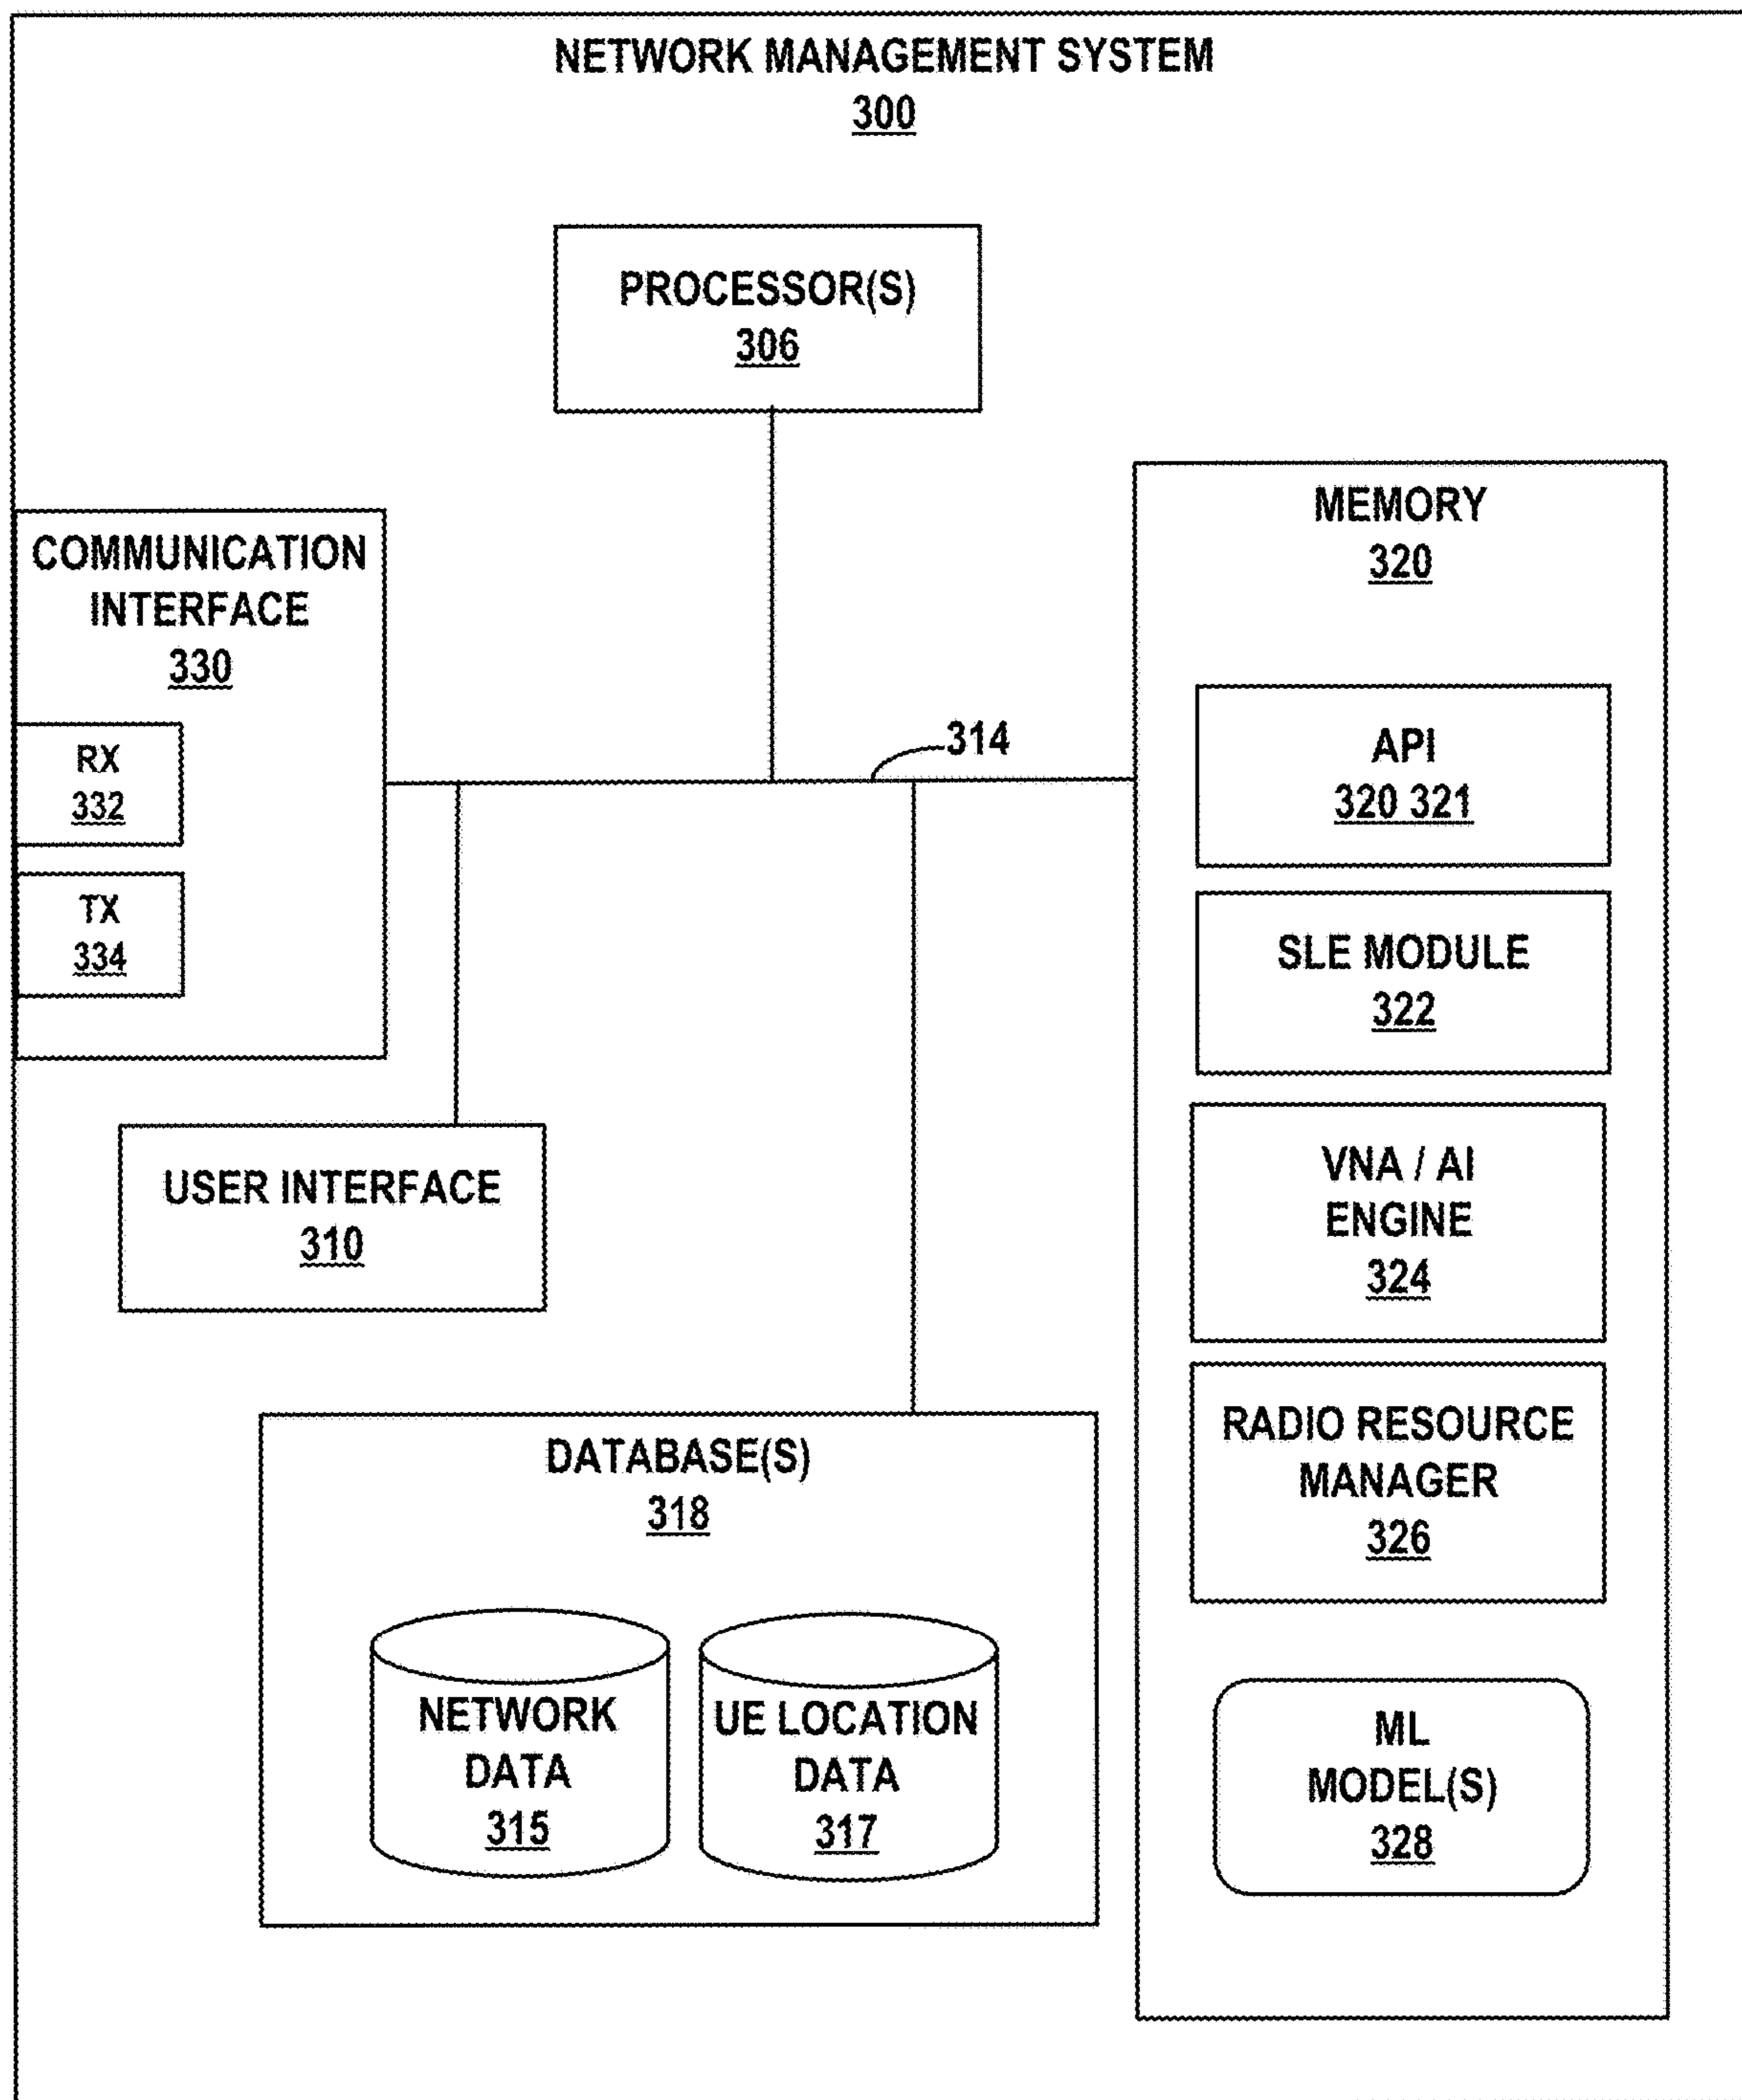 NETWORK MANAGEMENT SYSTEM
300
PROCESSOR(S)
306
COMMUNICATION
INTERFACE
330
RX
332
TX
334
314
USER INTERFACE
310
DATABASE(S)
318
NETWORK
DATA
315
UE LOCATION
DATA
317
MEMORY
320
API
320 321
SLE MODULE
322
VNA / AI
ENGINE
324
RADIO RESOURCE
MANAGER
326
ML
MODEL(S)
328